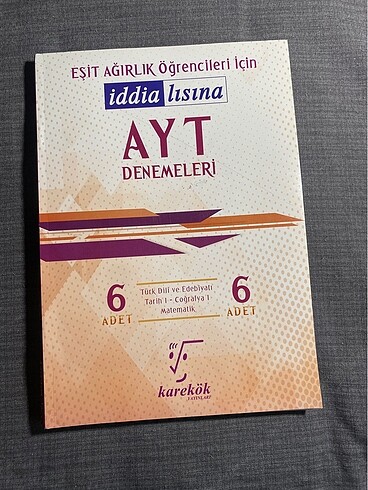 EŞİT AĞIRLIK Öğrencileri İçin
iddia lısına
AYT
DENEMELERİ
6 ADET
Türk Dili ve Edebiyatı
Tarih 1 - Coğrafya 1
Matematik
6 ADET
karekök
YAYINLARI